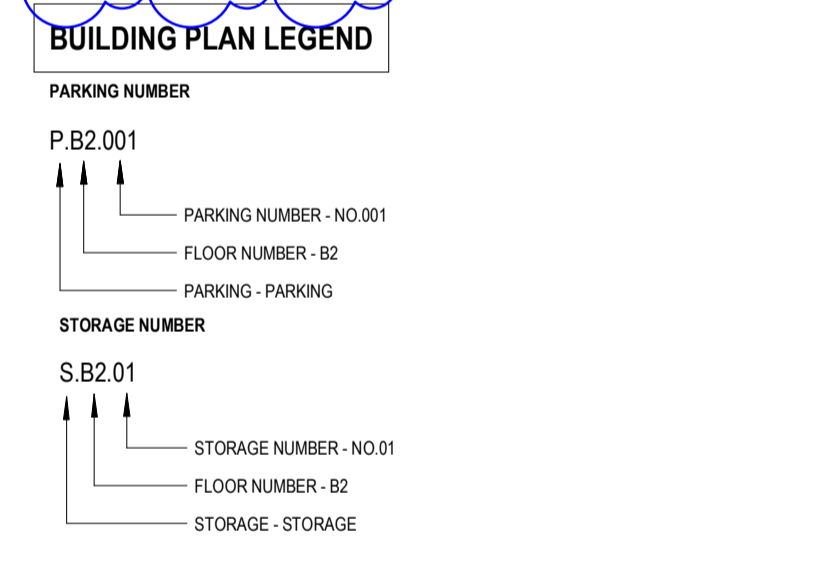 BUILDING PLAN LEGEND
PARKING NUMBER
P.B2.001
PARKING NUMBER - NO.001
FLOOR NUMBER - B2
PARKING - PARKING
STORAGE NUMBER
S.B2.01
STORAGE NUMBER - NO.01
FLOOR NUMBER - B2
STORAGE - STORAGE